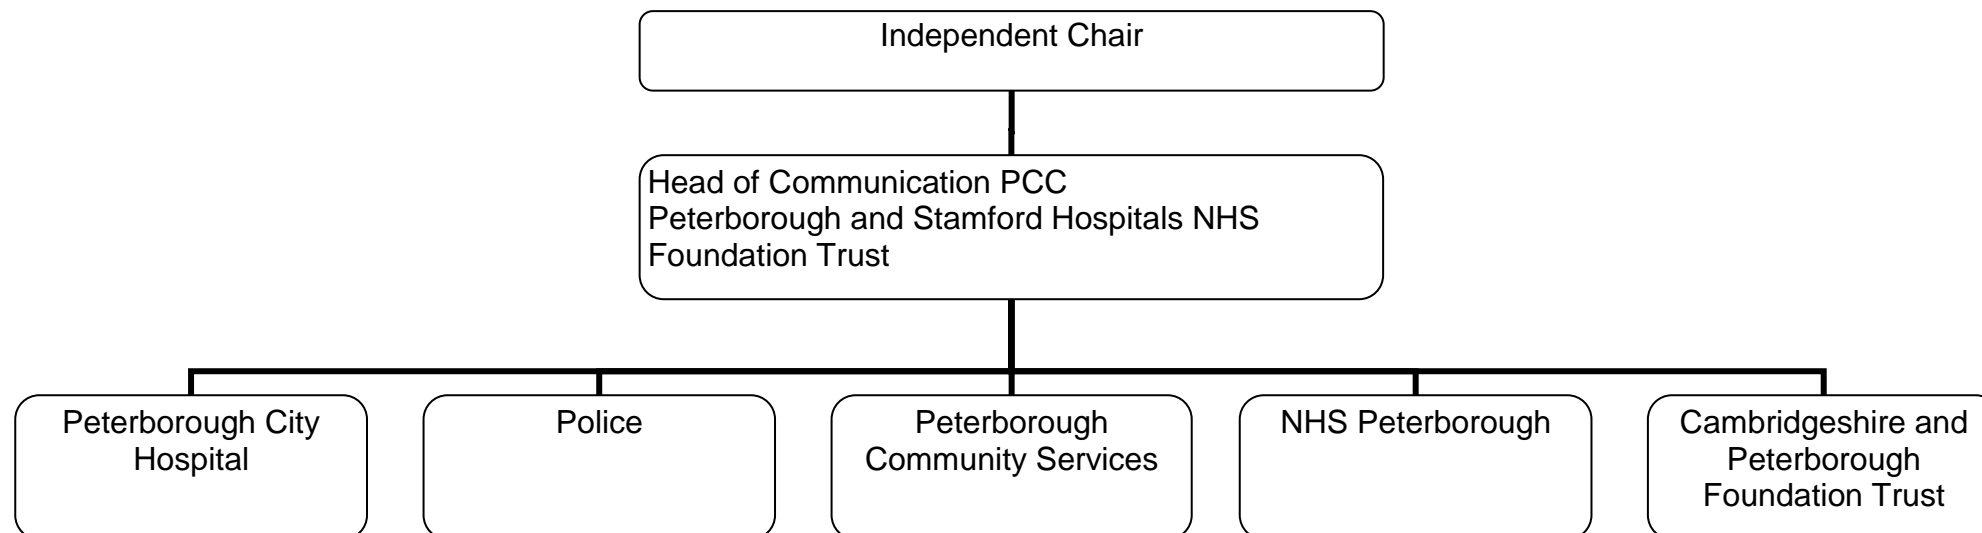 Independent Chair
Head of Communication PCC
Peterborough and Stamford Hospitals NHS
Foundation Trust
Peterborough City
Hospital
Police
Peterborough
Community Services
NHS Peterborough
Cambridgeshire and
Peterborough
Foundation Trust